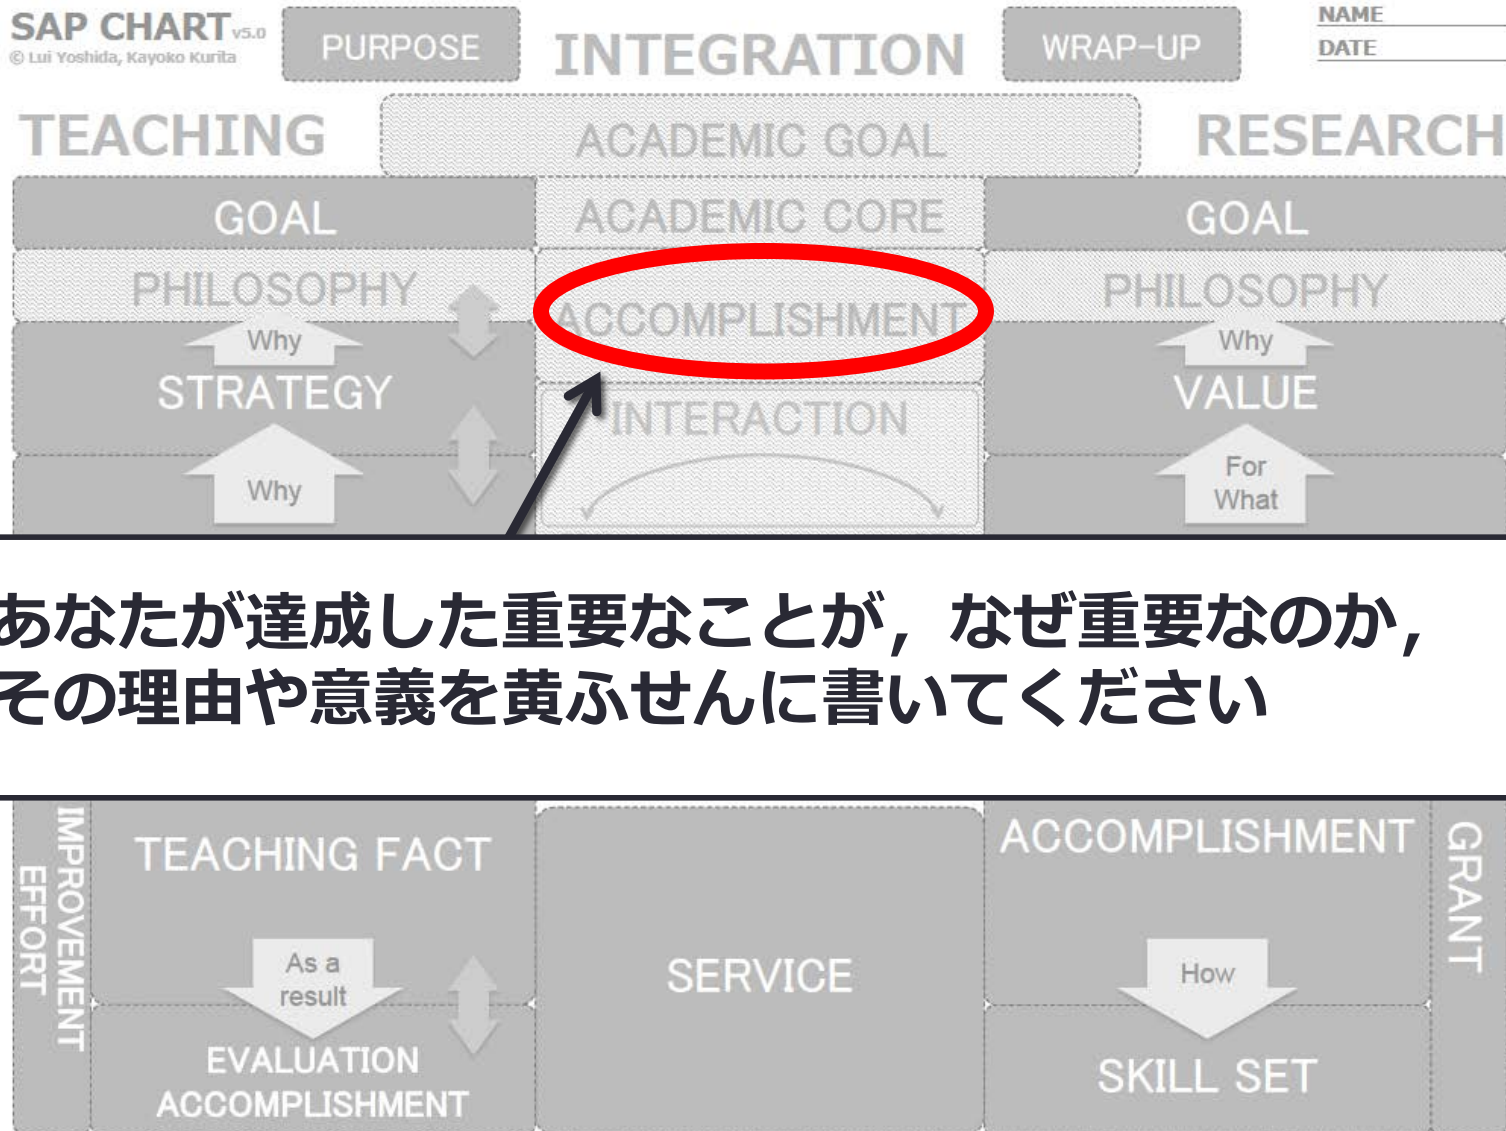 SAP CHART v5.0
© Lui Yoshida, Kayoko Kurita
PURPOSE
INTEGRATION
WRAP-UP
NAME
DATE
TEACHING
ACADEMIC GOAL
RESEARCH
GOAL
ACADEMIC CORE
GOAL
PHILOSOPHY
ACCOMPLISHMENT
PHILOSOPHY
Why
Why
STRATEGY
INTERACTION
VALUE
Why
For
What
あなたが達成した重要なことが，なぜ重要なのか，
その理由や意義を黄ふせんに書いてください
IMPROVEMENT
EFFORT
TEACHING FACT
As a
result
EVALUATION
ACCOMPLISHMENT
SERVICE
ACCOMPLISHMENT
How
SKILL SET
GRANT